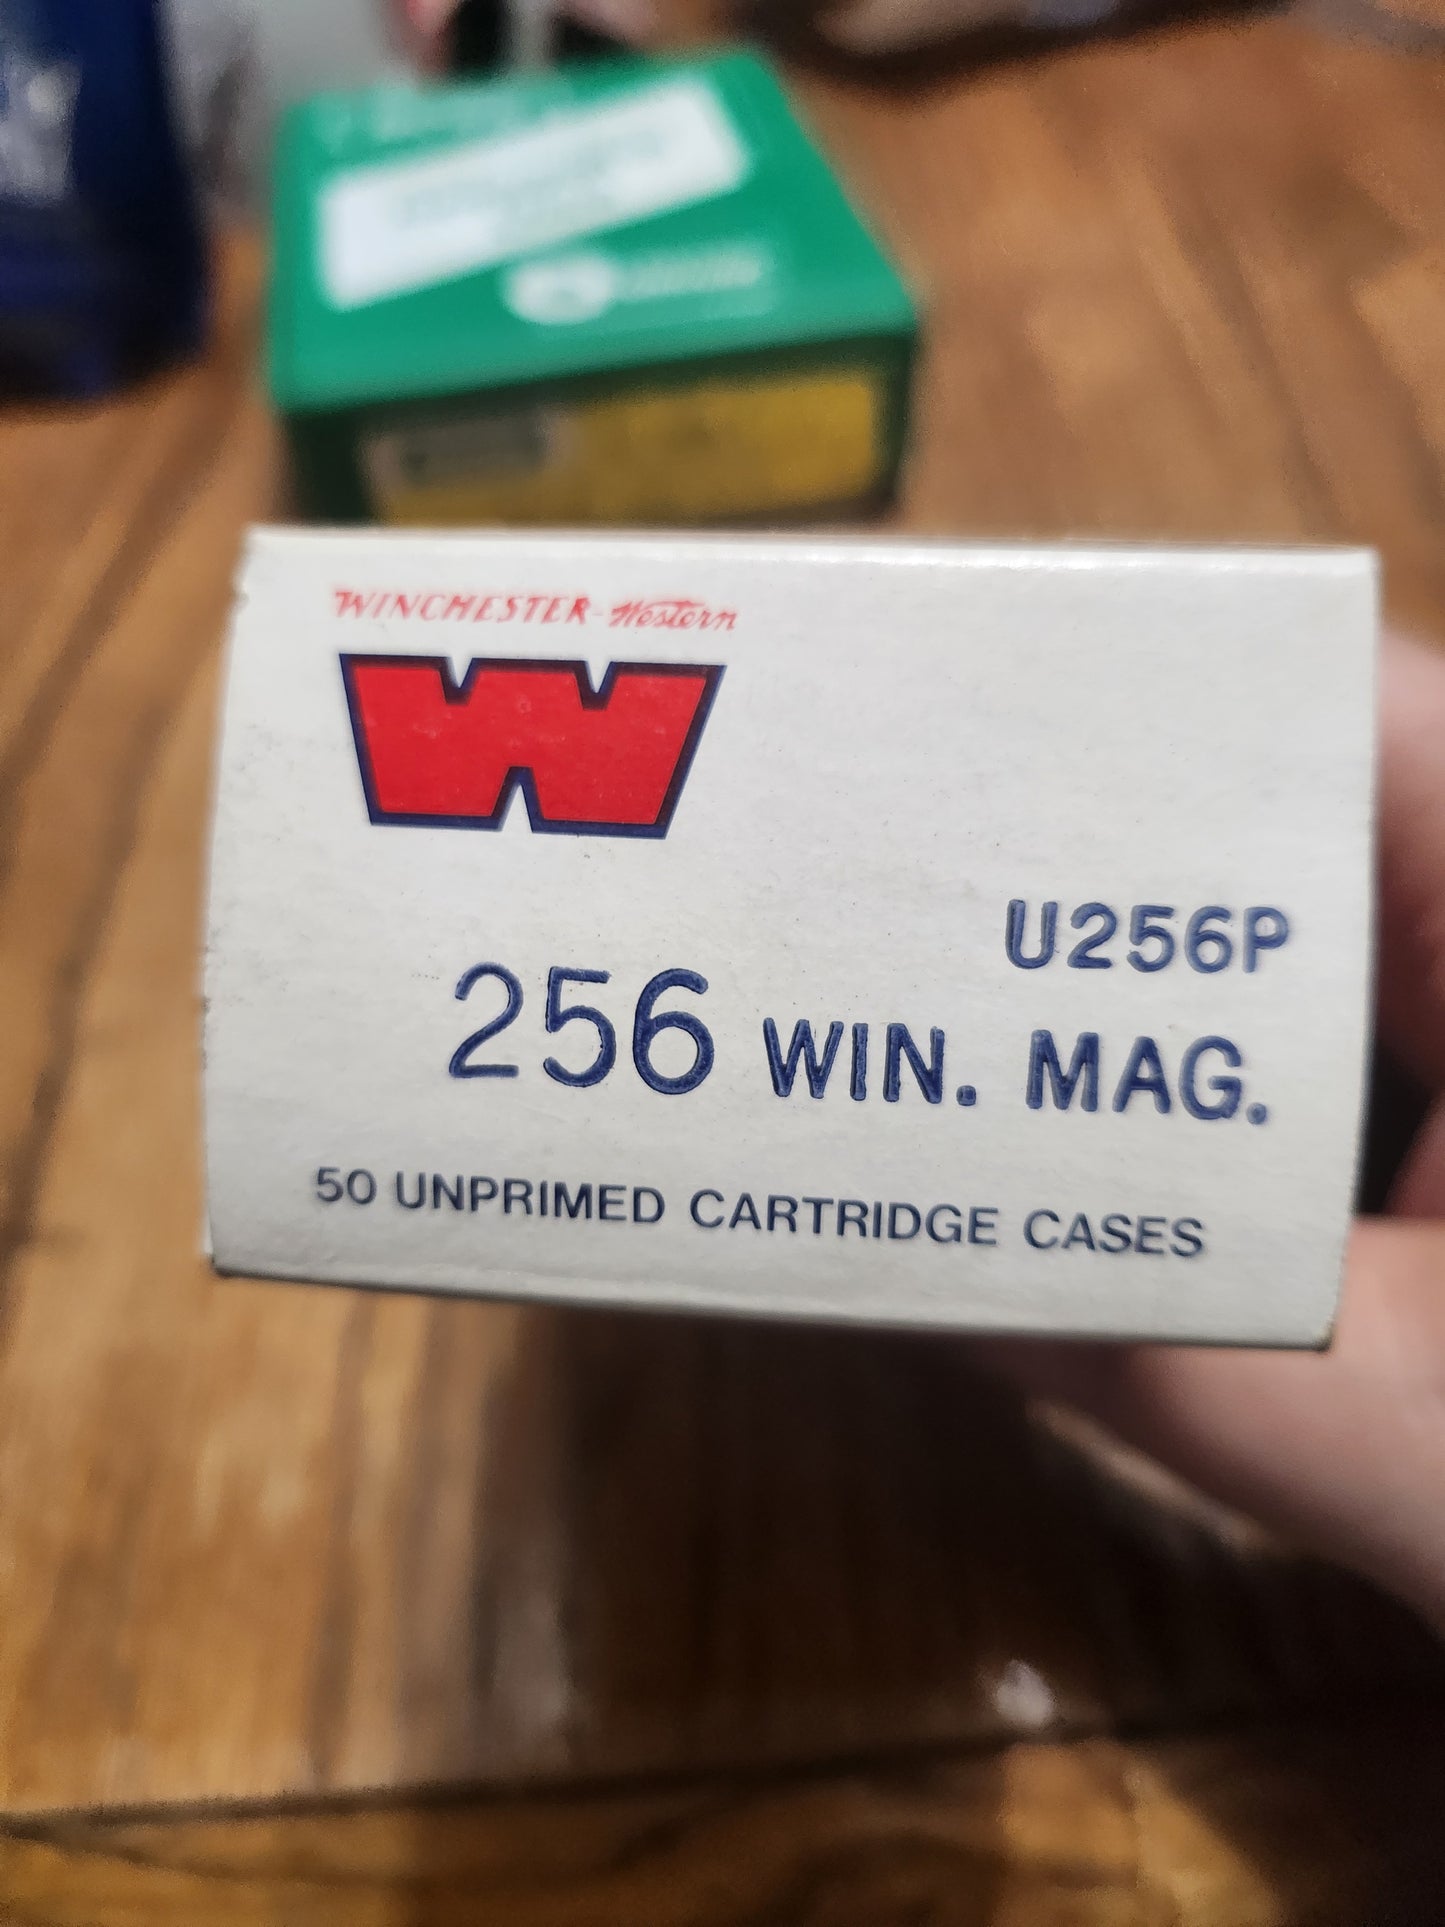 WINCHESTER-Western
W
U256P
256 WIN. MAG.
50 UNPRIMED CARTRIDGE CASES